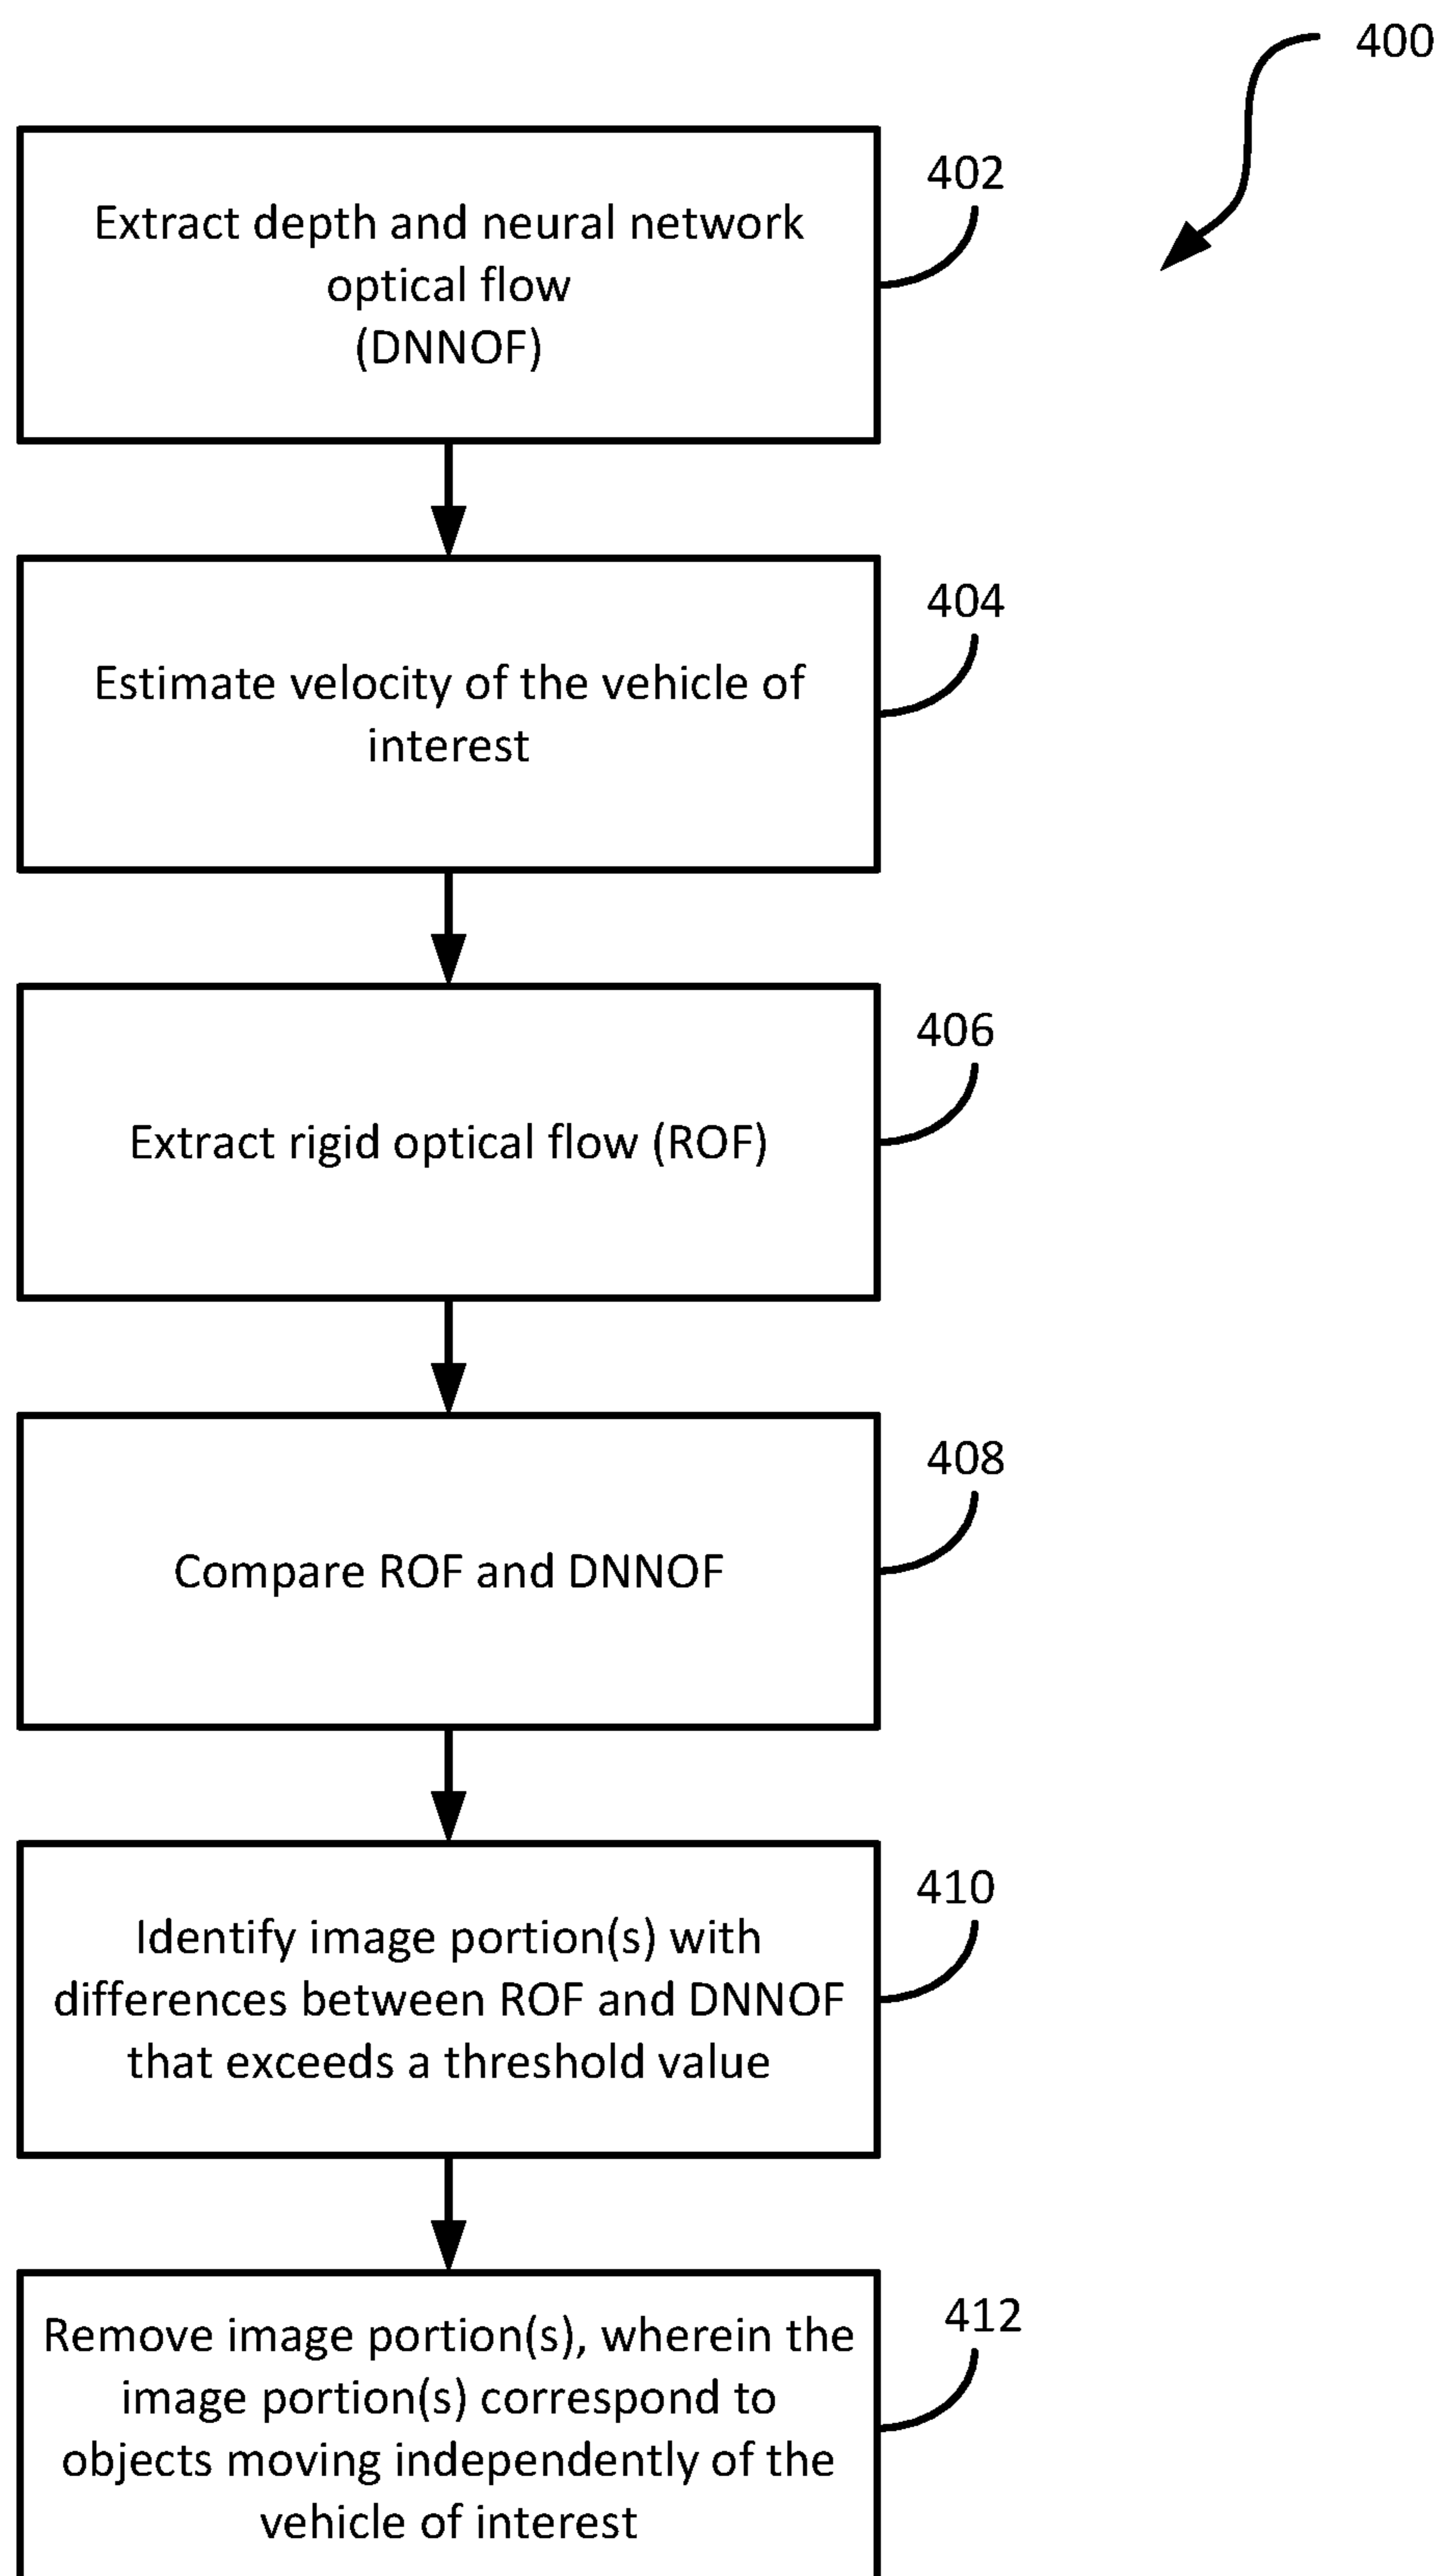 400
402
Extract depth and neural network
optical flow
(DNNOF)
404
Estimate velocity of the vehicle of
interest
406
Extract rigid optical flow (ROF)
408
Compare ROF and DNNOF
410
Identify image portion(s) with
differences between ROF and DNNOF
that exceeds a threshold value
412
Remove image portion(s), wherein the
image portion(s) correspond to
objects moving independently of the
vehicle of interest